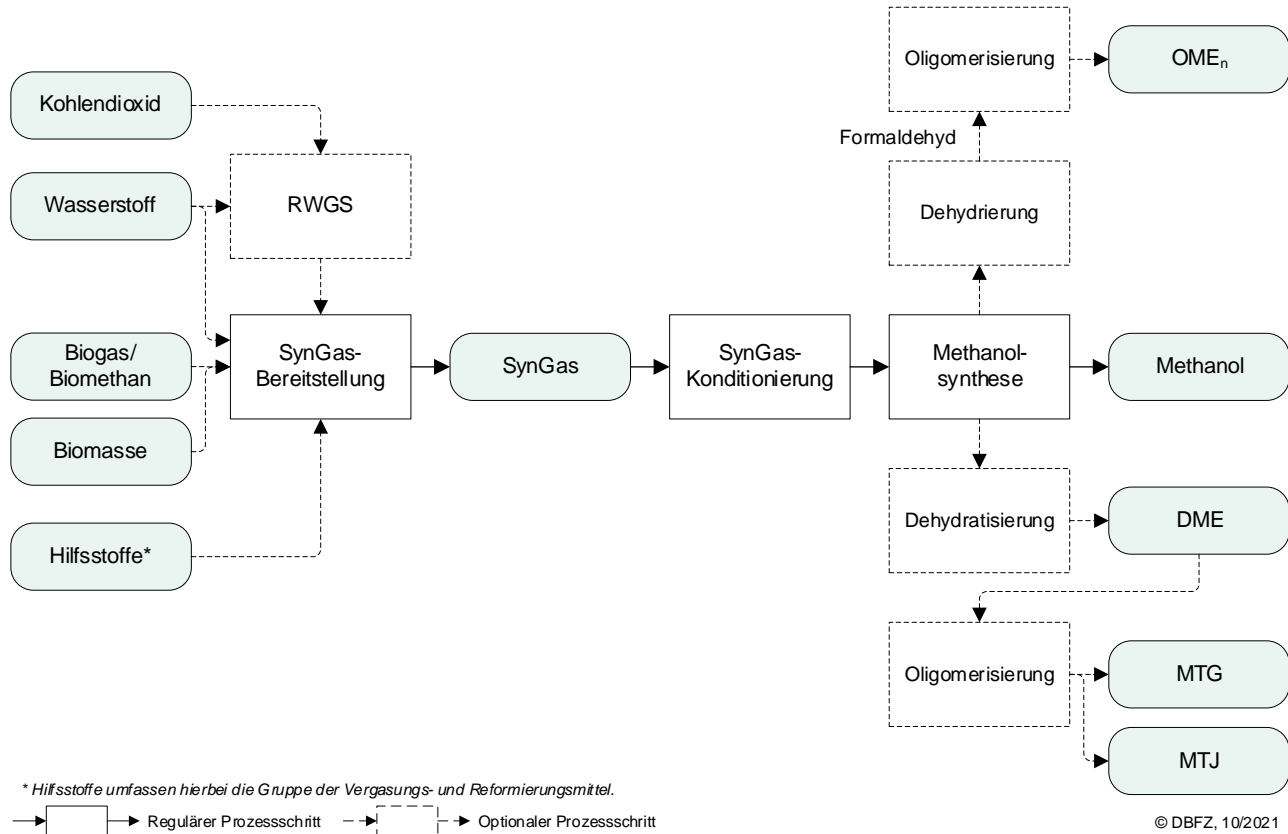 Oligomerisierung
OMEₙ
Kohlendioxid
Formaldehyd
Wasserstoff
RWGS
Dehydrierung
Biogas/
Biomethan
SynGas-
Bereitstellung
SynGas
SynGas-
Konditionierung
Methanol-
synthese
Methanol
Biomasse
Hilfsstoffe*
Dehydratisierung
DME
Oligomerisierung
MTG
MTJ
* Hilfsstoffe umfassen hierbei die Gruppe der Vergasungs- und Reformierungsmittel.
Regulärer Prozessschritt
Optionaler Prozessschritt
© DBFZ, 10/2021